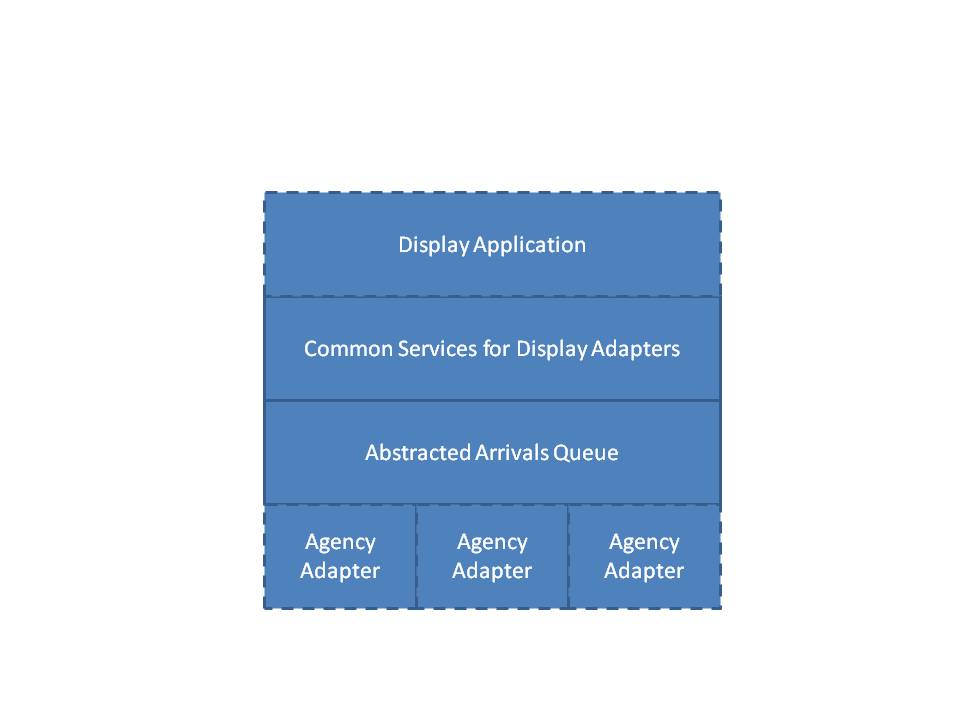 Display Application
Common Services for Display Adapters
Abstracted Arrivals Queue
Agency
Adapter
Agency
Adapter
Agency
Adapter